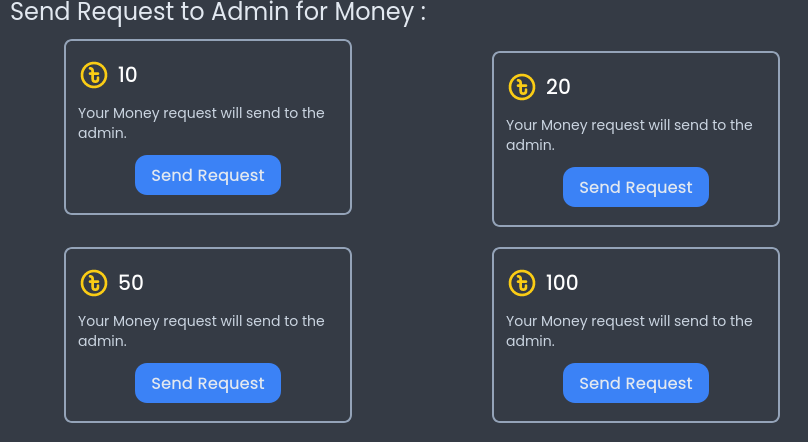 Send Request to Admin for Money :
৳ 10
Your Money request will send to the
admin.
Send Request
৳ 20
Your Money request will send to the
admin.
Send Request
৳ 50
Your Money request will send to the
admin.
Send Request
৳ 100
Your Money request will send to the
admin.
Send Request